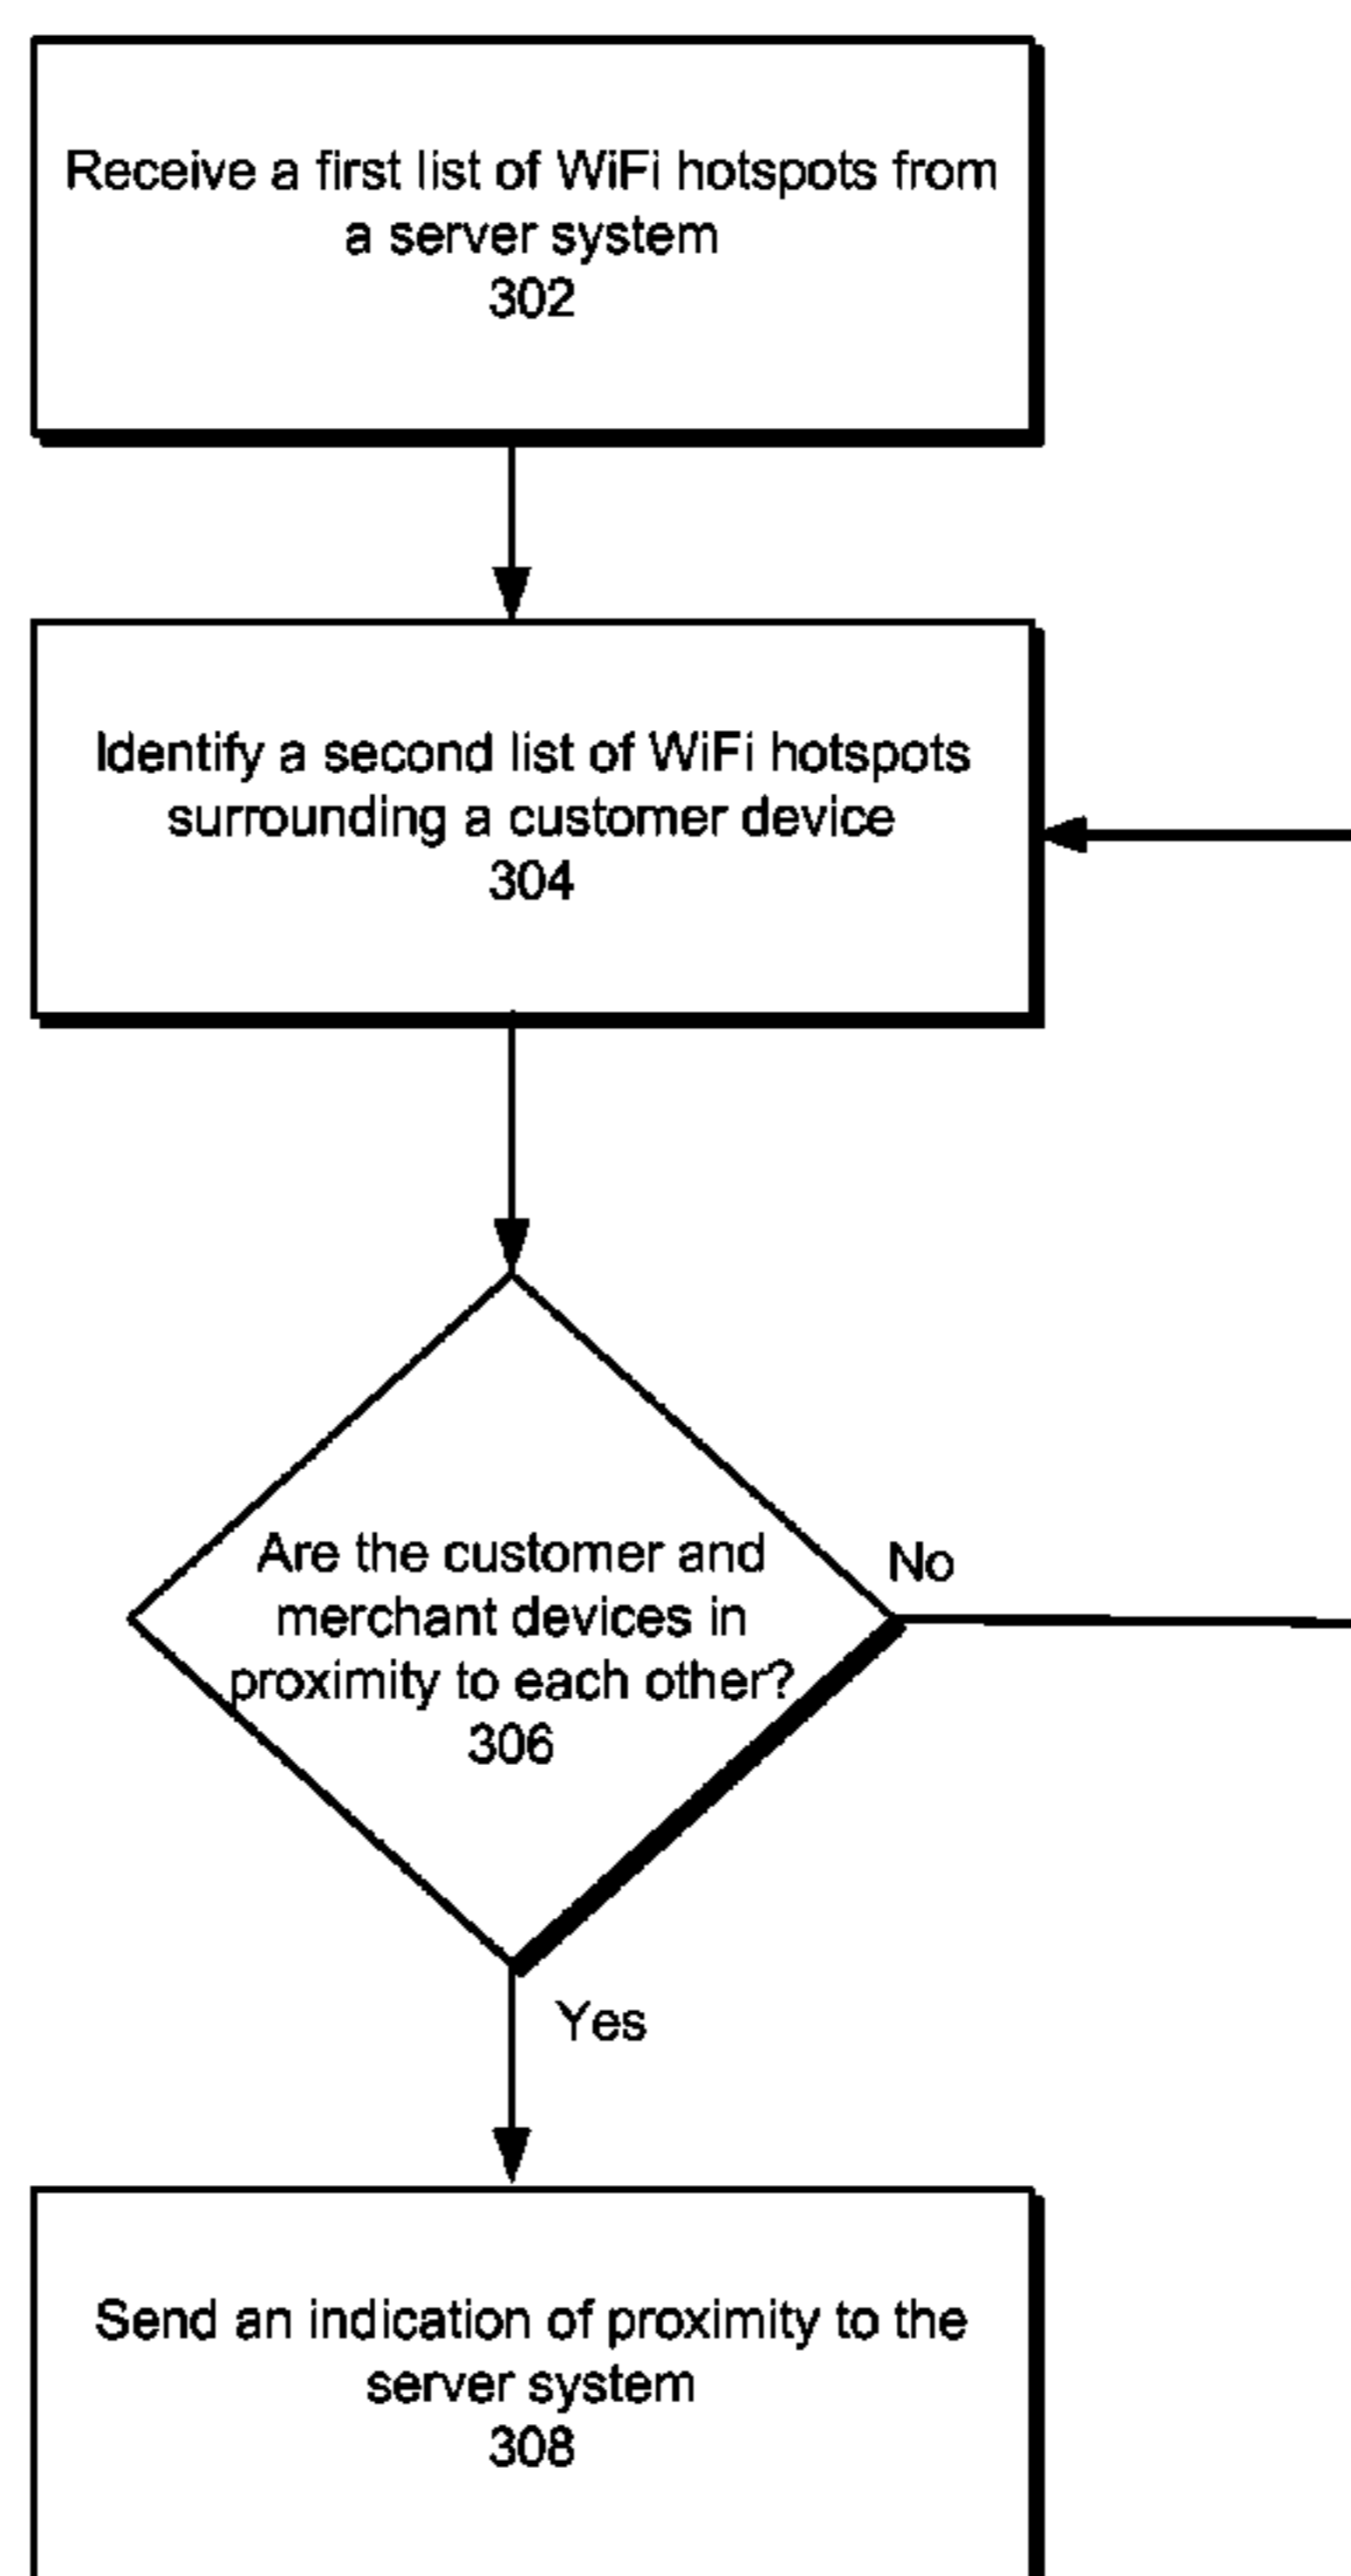 Receive a first list of WiFi hotspots from
a server system
302
Identify a second list of WiFi hotspots
surrounding a customer device
304
Are the customer and
merchant devices in
proximity to each other?
306
No
Yes
Send an indication of proximity to the
server system
308